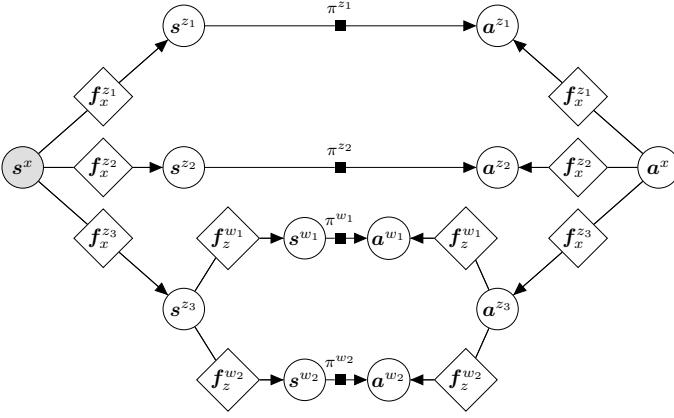 π^{z_1}
s^{z_1} a^{z_1}
f_x^{z_1} f_x^{z_1}
π^{z_2}
s^x f_x^{z_2} s^{z_2} a^{z_2} f_x^{z_2} a^x
π^{w_1}
f_x^{z_3} f_z^{w_1} s^{w_1} a^{w_1} f_z^{w_1} f_x^{z_3}
s^{z_3} a^{z_3}
π^{w_2}
f_z^{w_2} s^{w_2} a^{w_2} f_z^{w_2}